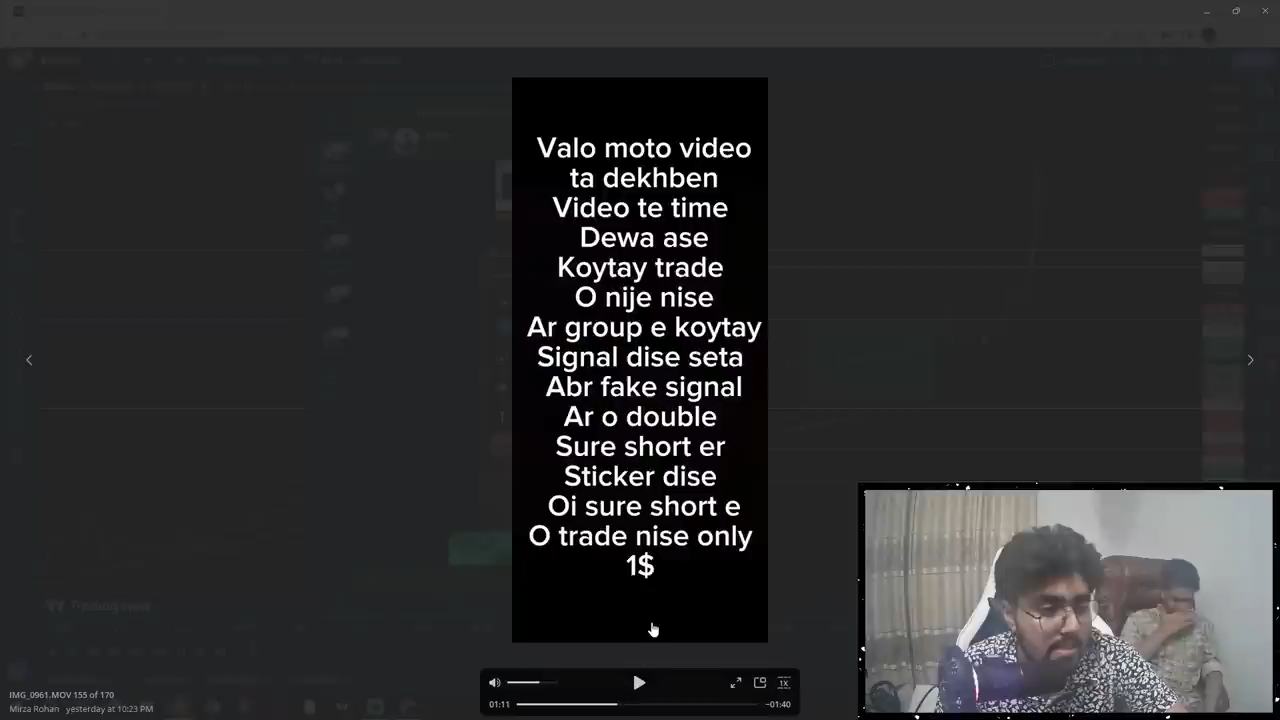 Valo moto video
ta dekhben
Video te time
Dewa ase
Koytay trade
O nije nise
Ar group e koytay
Signal dise seta
Abr fake signal
Ar o double
Sure short er
Sticker dise
Oi sure short e
O trade nise only
1$
1X
01:11
−01:40
IMG_0961.MOV 155 of 170
Mirza Rohan yesterday at 10:23 PM